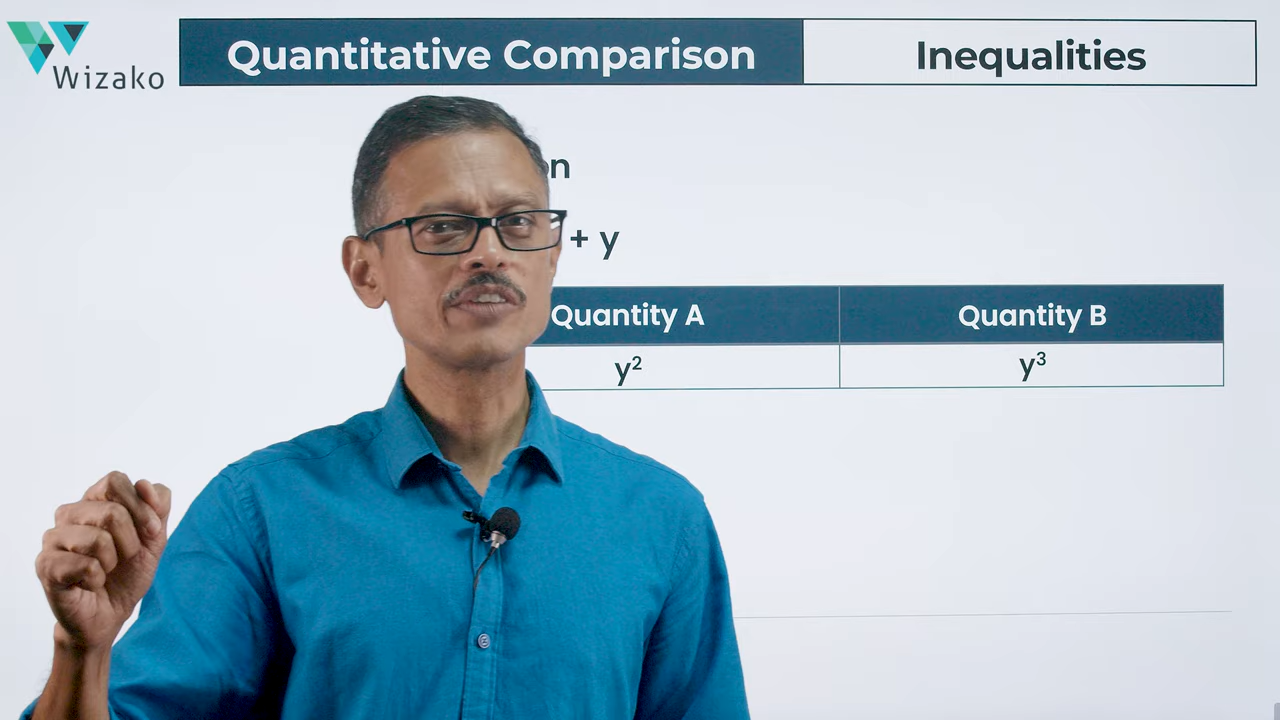 Wizako
Quantitative Comparison Inequalities
n
+ y
Quantity A Quantity B
y² y³